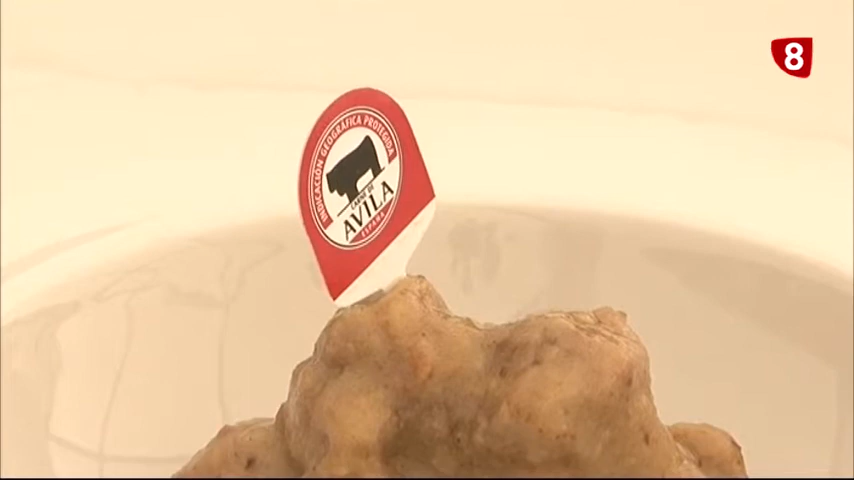 8
INDICACIÓN GEOGRÁFICA PROTEGIDA
CARNE DE
AVILA
ESPAÑA